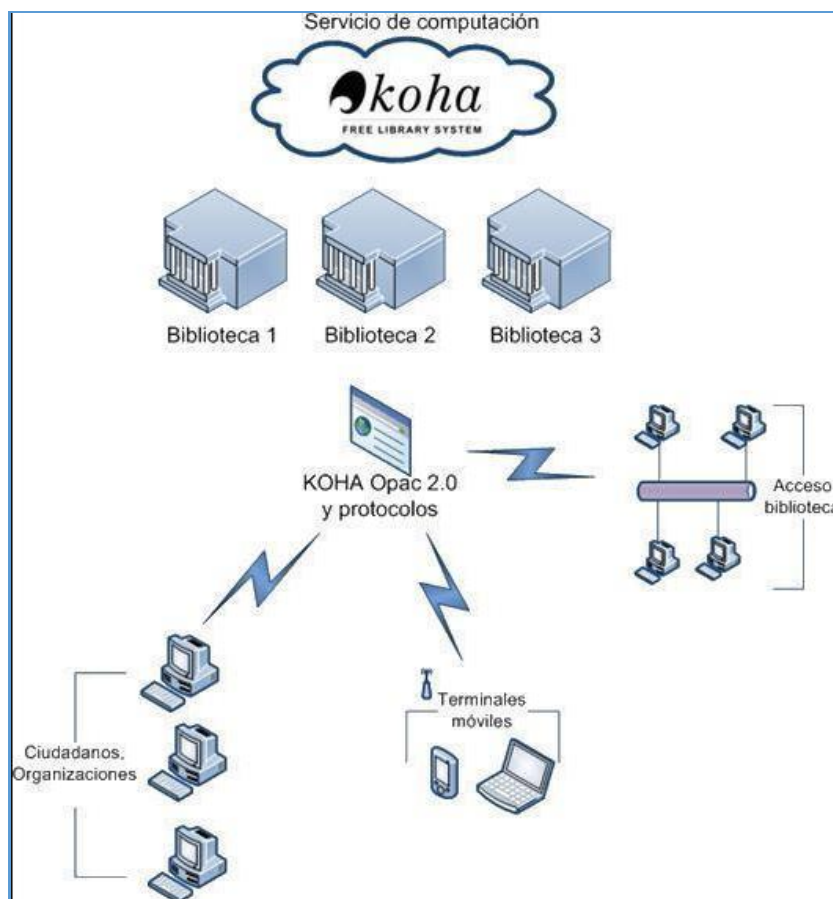 Servicio de computación
koha
FREE LIBRARY SYSTEM
Biblioteca 1
Biblioteca 2
Biblioteca 3
KOHA Opac 2.0
y protocolos
Acceso
biblioteca
Terminales
móviles
Ciudadanos,
Organizaciones